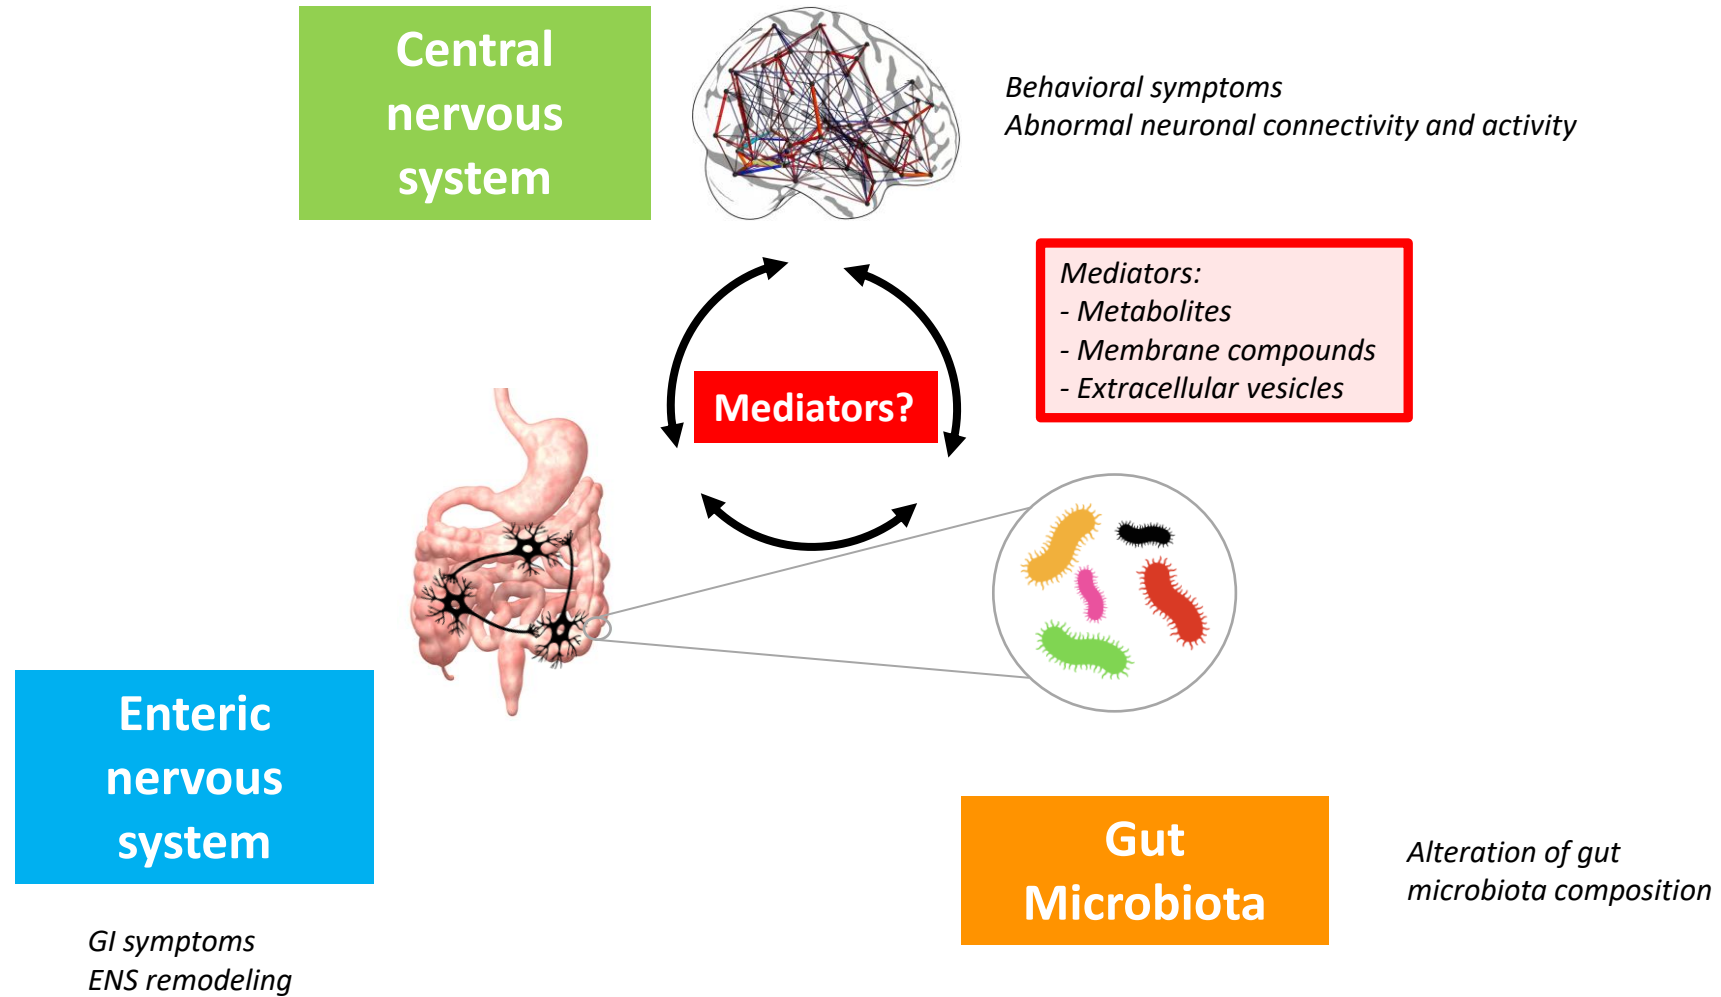 Central
nervous
system
Behavioral symptoms
Abnormal neuronal connectivity and activity
Mediators:
- Metabolites
- Membrane compounds
- Extracellular vesicles
Mediators?
Enteric
nervous
system
GI symptoms
ENS remodeling
Gut
Microbiota
Alteration of gut
microbiota composition